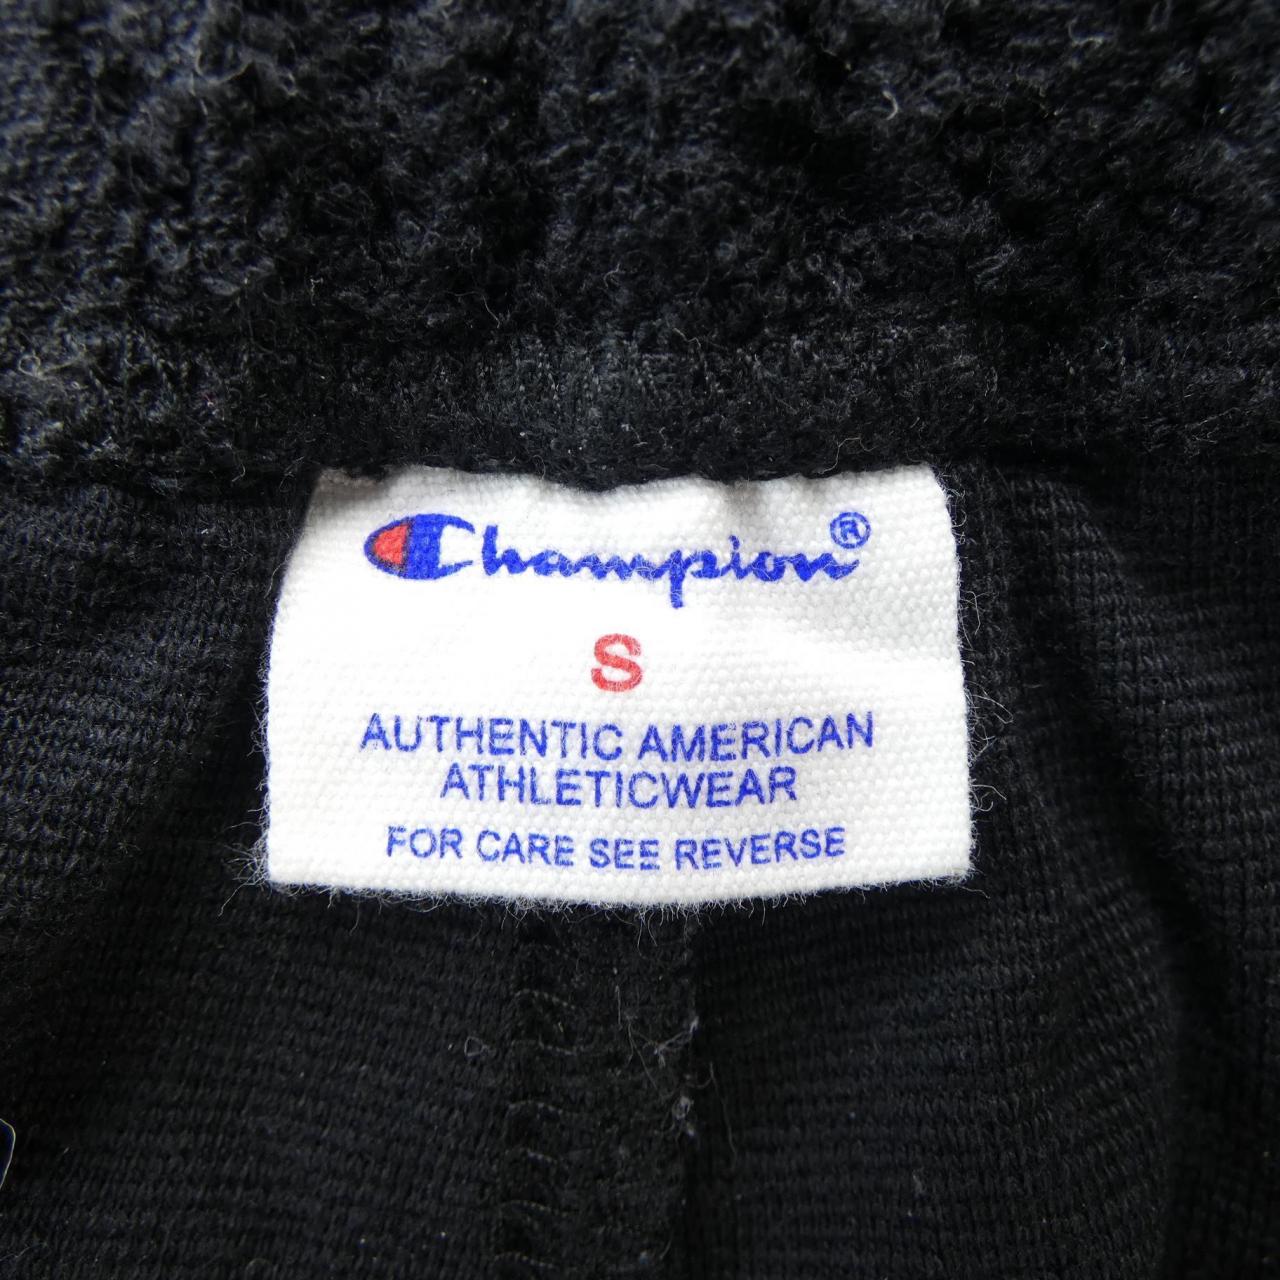 Champion®
S
AUTHENTIC AMERICAN
ATHLETICWEAR
FOR CARE SEE REVERSE